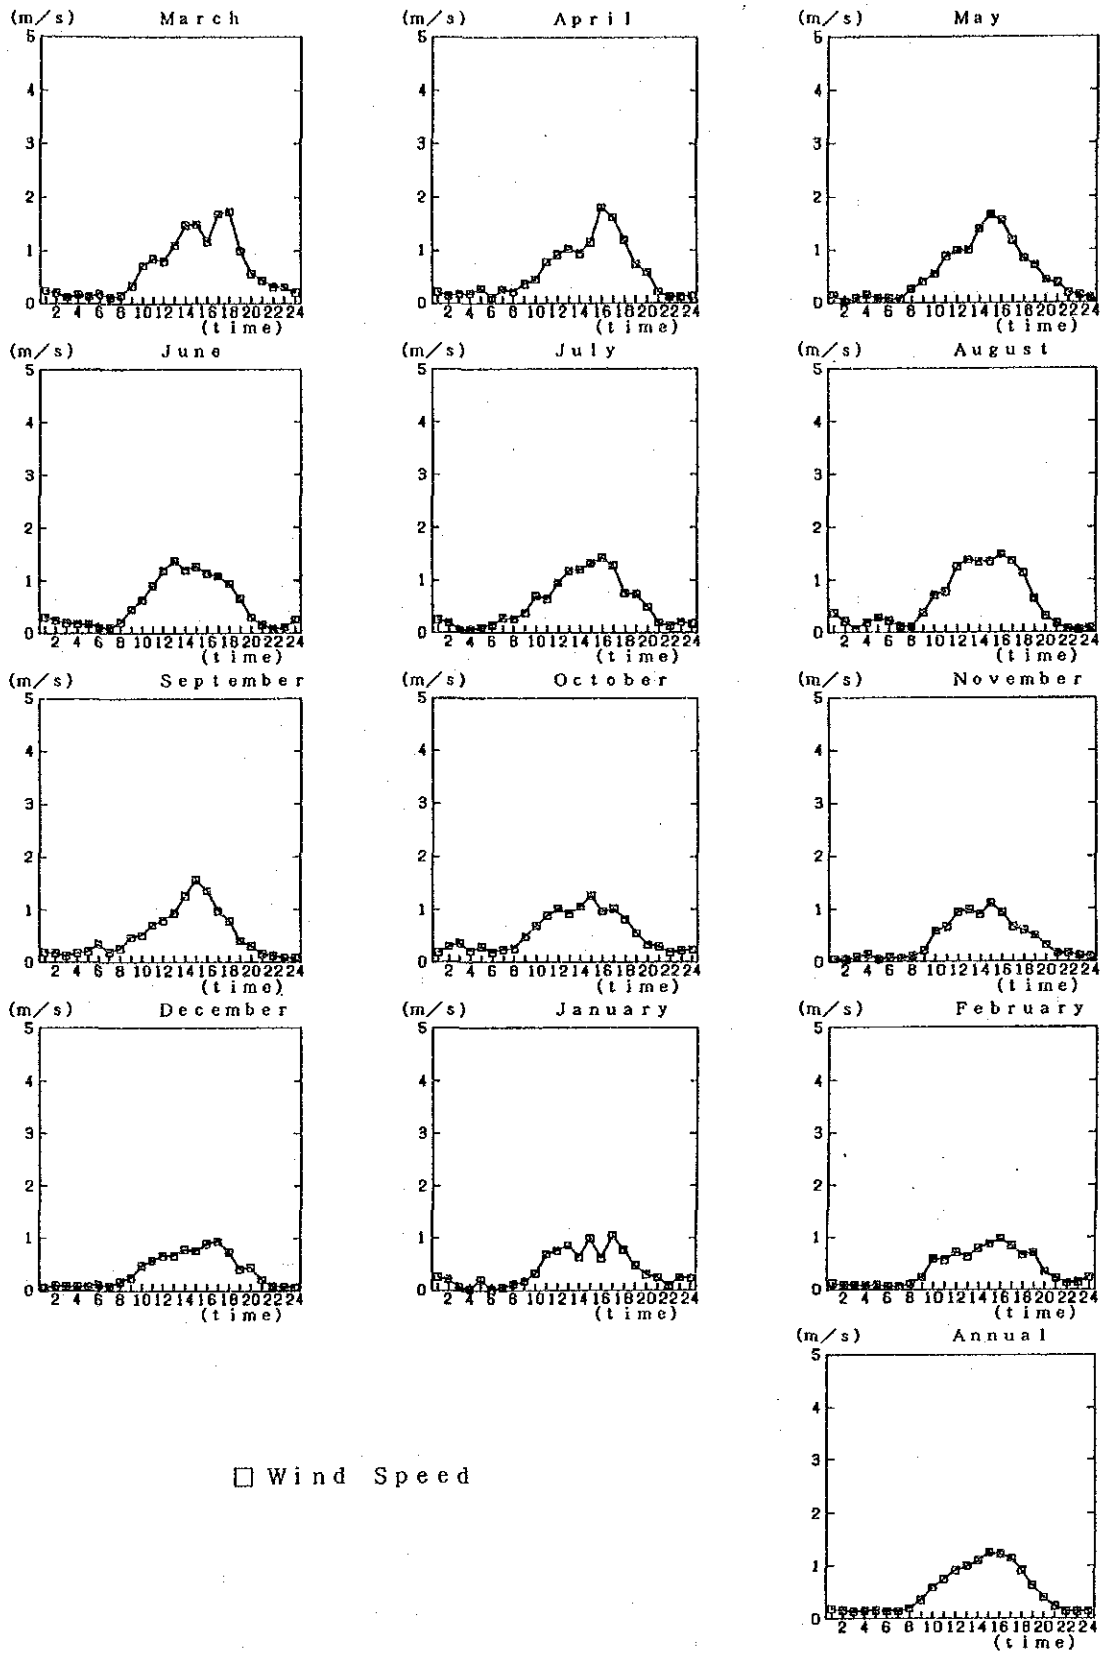 (m/s) March (m/s) April (m/s) May
5 5 5
4 4 4
3 3 3
2 2 2
1 1 1
0 0 0
2 4 6 8 10 12 14 16 18 20 22 24 2 4 6 8 10 12 14 16 18 20 22 24 2 4 6 8 10 12 14 16 18 20 22 24
(time) (time) (time)
(m/s) June (m/s) July (m/s) August
5 5 5
4 4 4
3 3 3
2 2 2
1 1 1
0 0 0
2 4 6 8 10 12 14 16 18 20 22 24 2 4 6 8 10 12 14 16 18 20 22 24 2 4 6 8 10 12 14 16 18 20 22 24
(time) (time) (time)
(m/s) September (m/s) October (m/s) November
5 5 5
4 4 4
3 3 3
2 2 2
1 1 1
0 0 0
2 4 6 8 10 12 14 16 18 20 22 24 2 4 6 8 10 12 14 16 18 20 22 24 2 4 6 8 10 12 14 16 18 20 22 24
(time) (time) (time)
(m/s) December (m/s) January (m/s) February
5 5 5
4 4 4
3 3 3
2 2 2
1 1 1
0 0 0
2 4 6 8 10 12 14 16 18 20 22 24 2 4 6 8 10 12 14 16 18 20 22 24 2 4 6 8 10 12 14 16 18 20 22 24
(time) (time) (time)
(m/s) Annual
5
4
3
Wind Speed
2
1
0
2 4 6 8 10 12 14 16 18 20 22 24
(time)